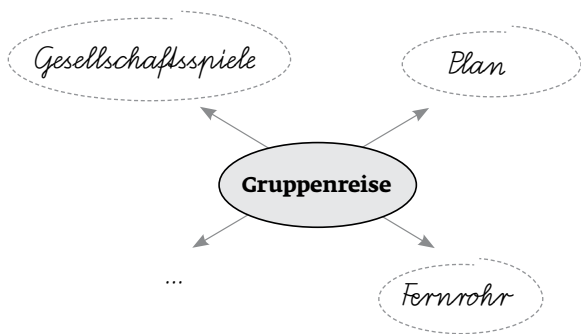 Gesellschaftsspiele
Plan
Gruppenreise
...
Fernrohr